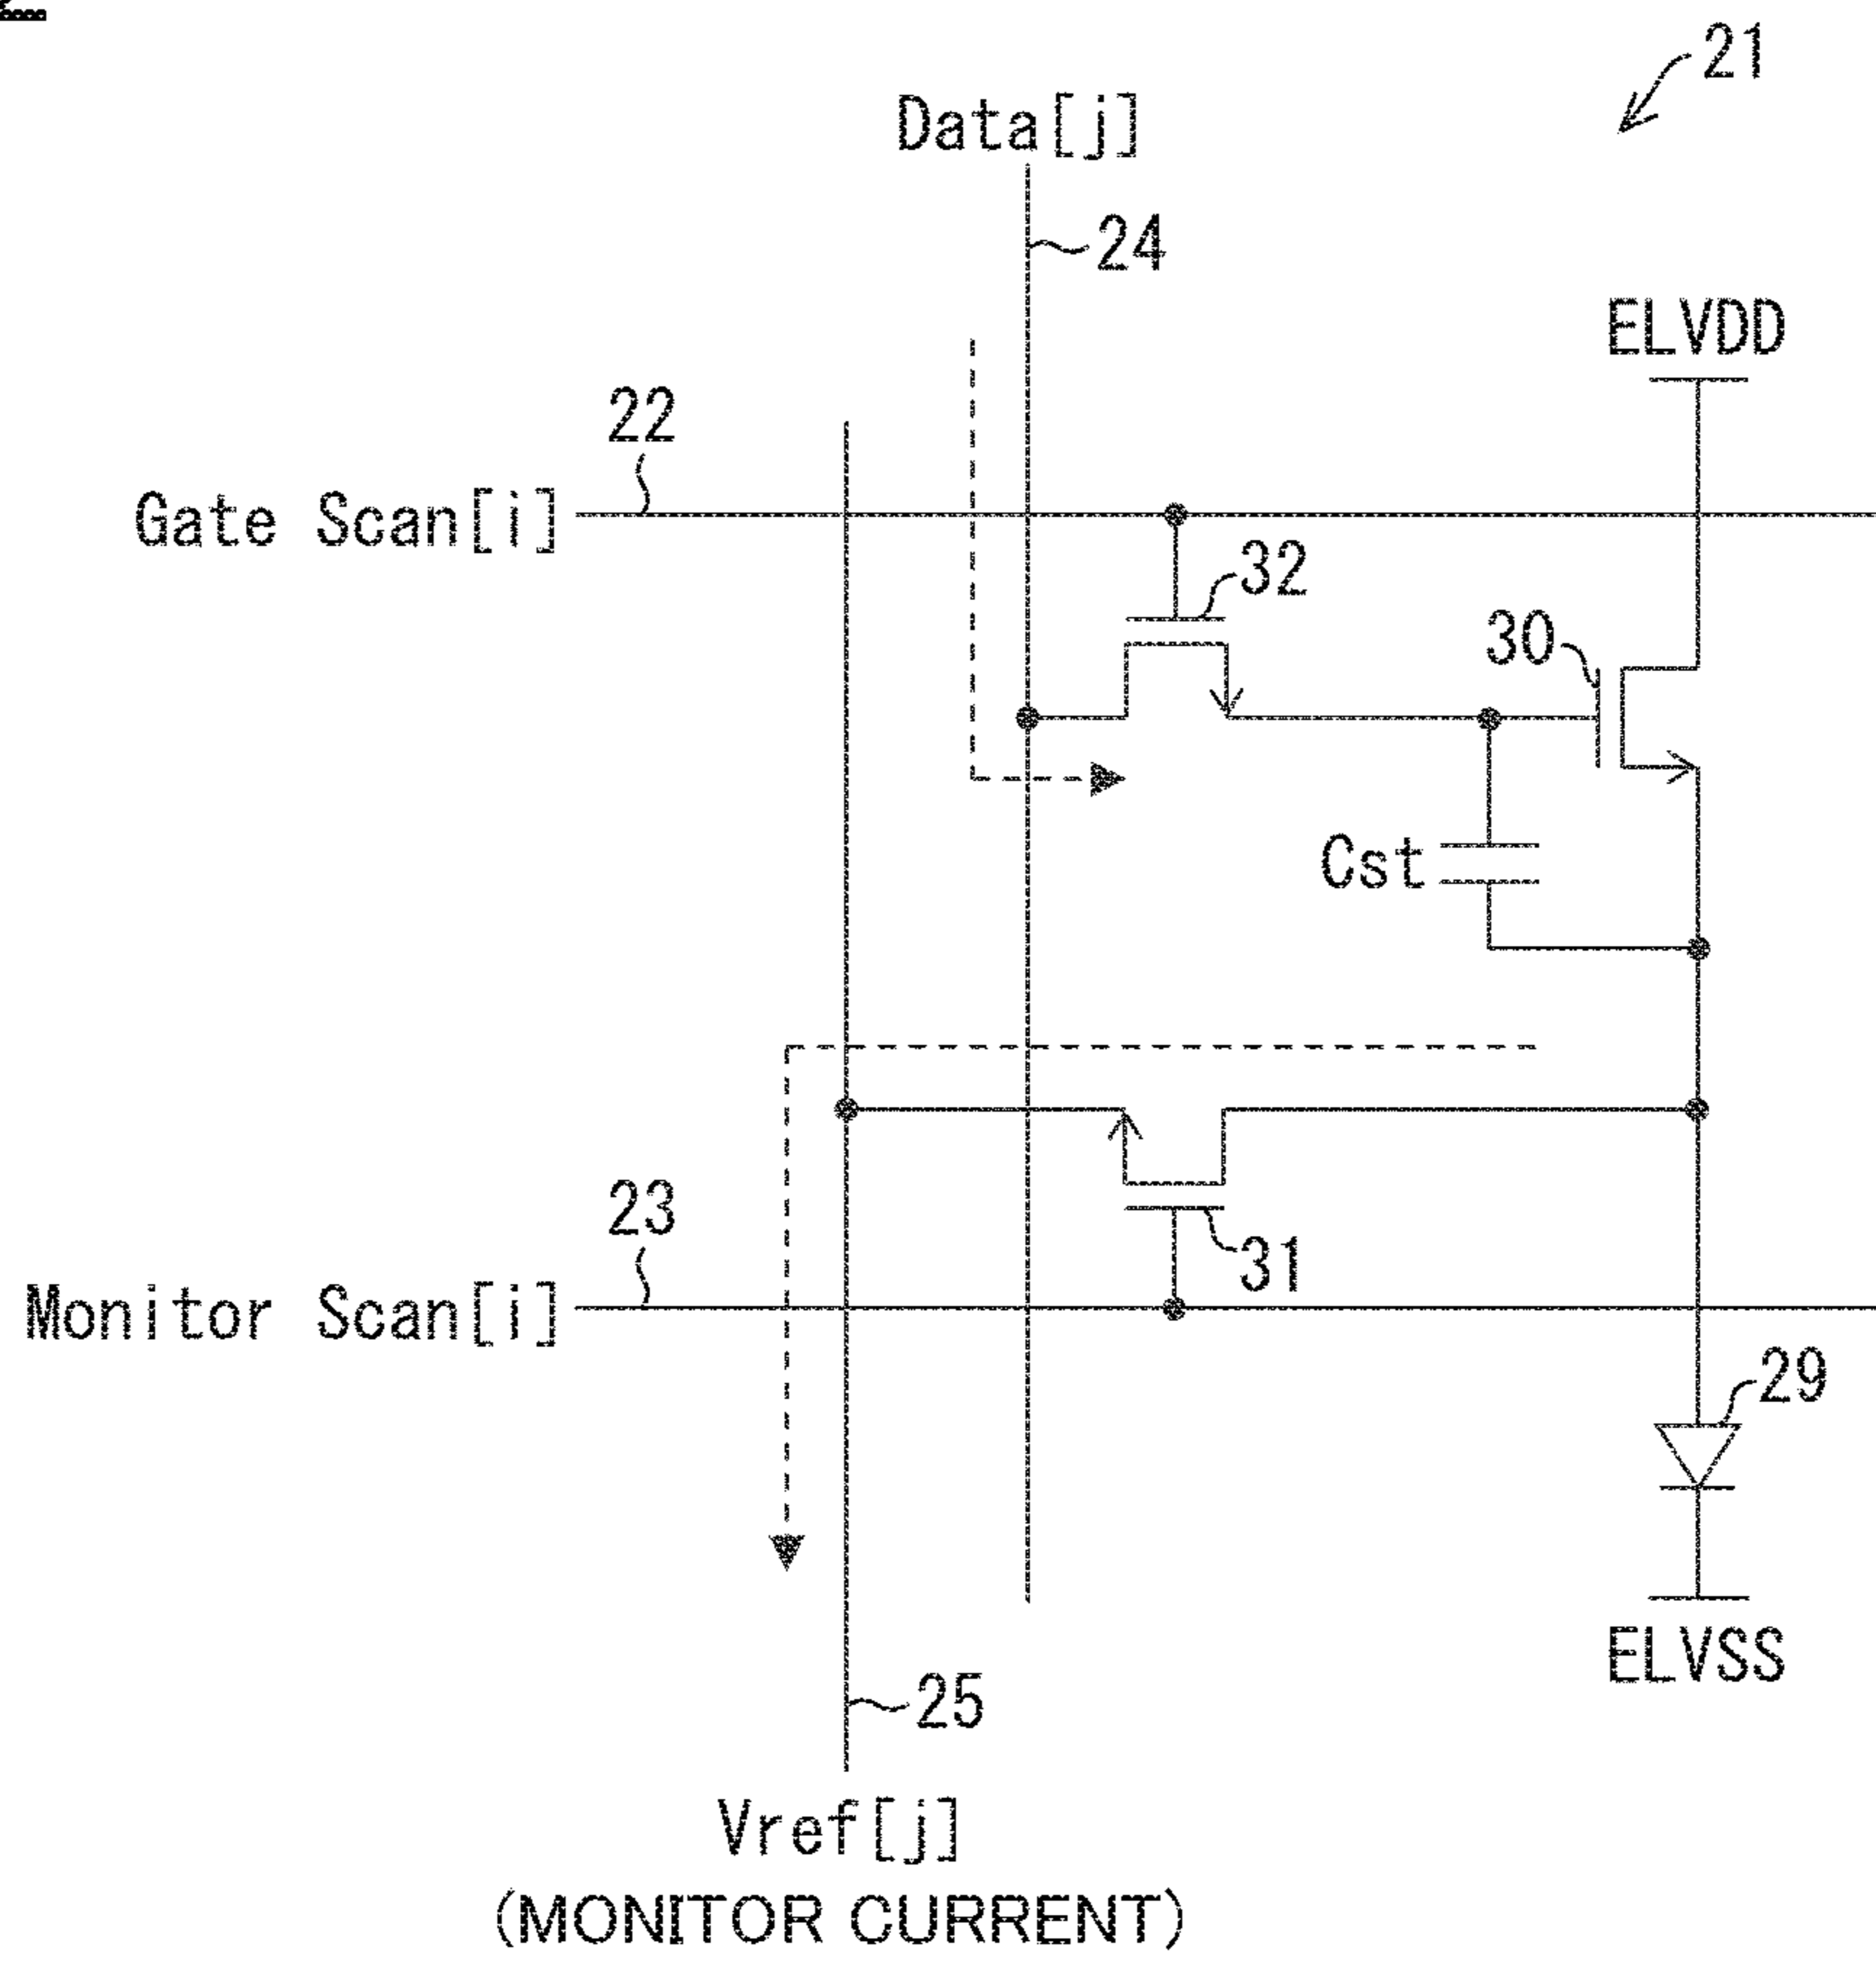 21
Data[j]
24
ELVDD
22
Gate Scan[i]
32
30
Cst
23
31
Monitor Scan[i]
29
ELVSS
25
Vref[j]
(MONITOR CURRENT)